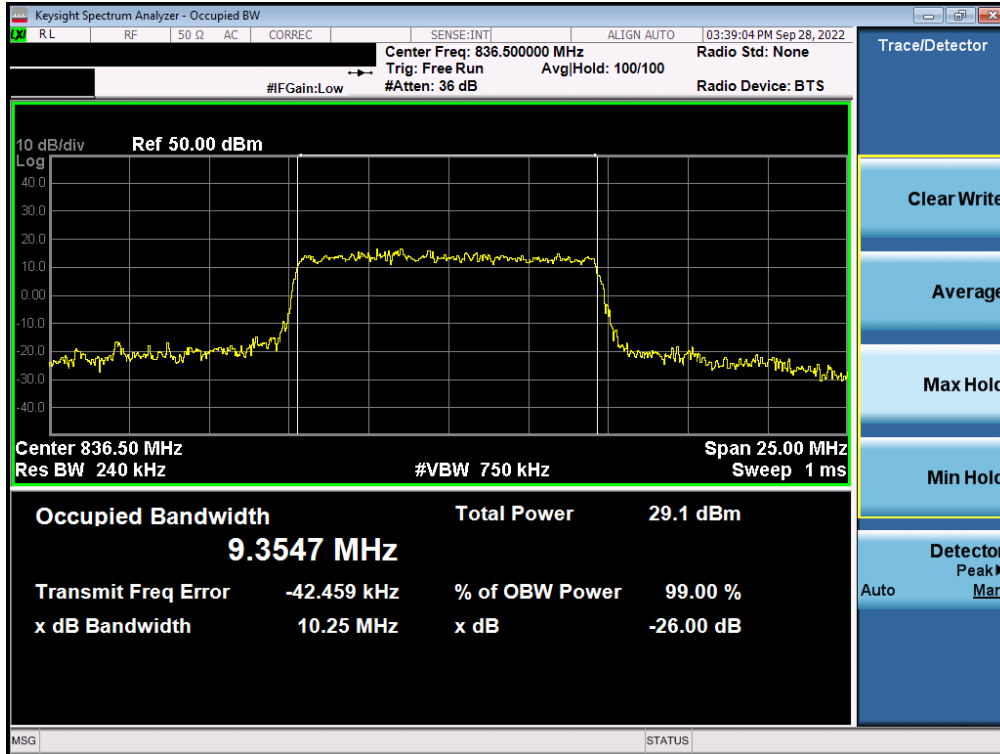 Keysight Spectrum Analyzer - Occupied BW
LXI RL RF 50 Ω AC CORREC SENSE:INT ALIGN AUTO 03:39:04 PM Sep 28, 2022
Center Freq: 836.500000 MHz Radio Std: None
Trig: Free Run Avg|Hold: 100/100
#IFGain:Low #Atten: 36 dB Radio Device: BTS
Trace/Detector
10 dB/div Ref 50.00 dBm
Log
40.0
30.0
20.0
10.0
0.00
-10.0
-20.0
-30.0
-40.0
Center 836.50 MHz Span 25.00 MHz
Res BW 240 kHz #VBW 750 kHz Sweep 1 ms
Occupied Bandwidth Total Power 29.1 dBm
9.3547 MHz
Transmit Freq Error -42.459 kHz % of OBW Power 99.00 %
x dB Bandwidth 10.25 MHz x dB -26.00 dB
Clear Write
Average
Max Hold
Min Hold
Detector
Peak
Auto Man
MSG STATUS